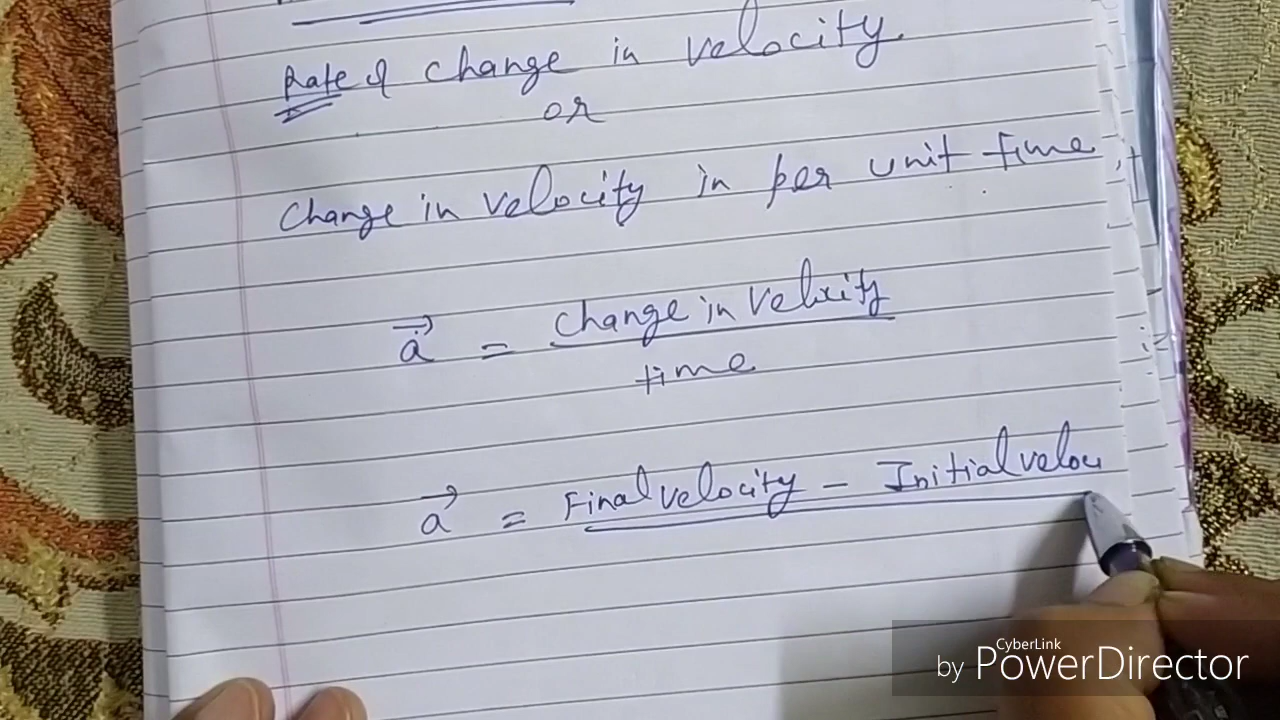 Rate of change in velocity.
or
Change in velocity in per unit time
a⃗ = change in velocity
time
a⃗ = Final velocity - Initial velou
CyberLink
by PowerDirector